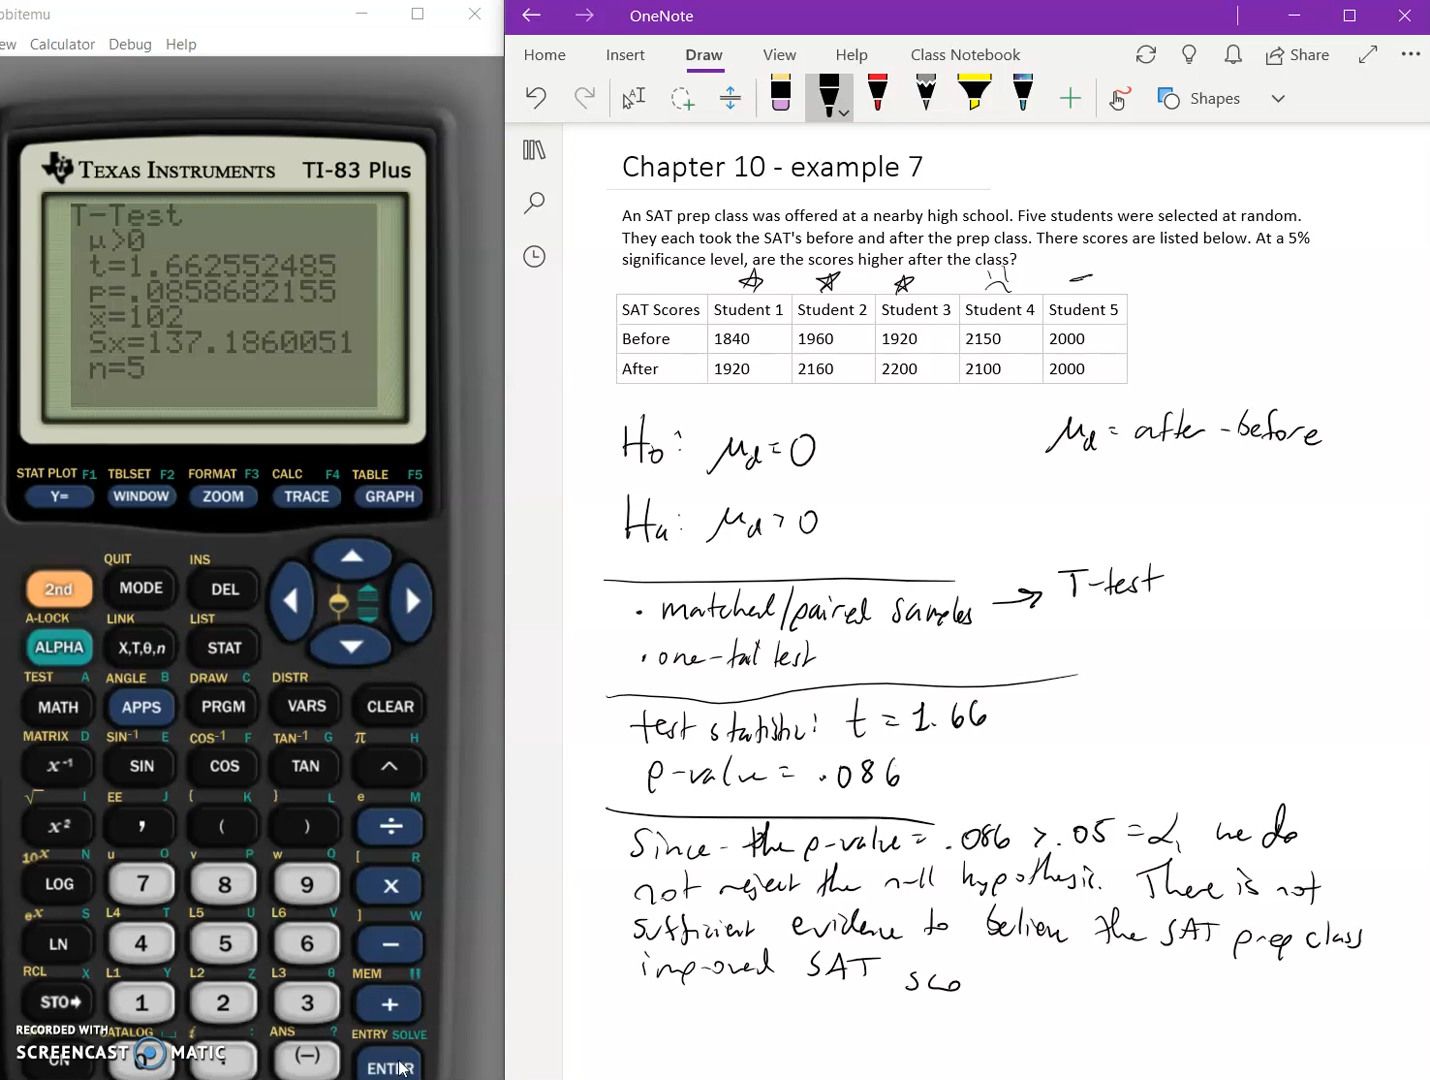 obitemu
ew Calculator Debug Help
TEXAS INSTRUMENTS TI-83 Plus
T-Test
μ>0
t=1.662552485
p=.0858682155
x̄=102
Sx=137.1860051
n=5
STAT PLOT F1 TBLSET F2 FORMAT F3 CALC F4 TABLE F5
Y= WINDOW ZOOM TRACE GRAPH
QUIT INS
2nd MODE DEL
A-LOCK LINK LIST
ALPHA X,T,θ,n STAT
TEST A ANGLE B DRAW C DISTR
MATH APPS PRGM VARS CLEAR
MATRIX D SIN⁻¹ E COS⁻¹ F TAN⁻¹ G π H
x⁻¹ SIN COS TAN ^
√ I EE J { K } L e M
x² , ( ) ÷
10ˣ N u O v P w Q [ R
LOG 7 8 9 X
eˣ S L4 T L5 U L6 V ] W
LN 4 5 6 −
RCL X L1 Y L2 Z L3 θ MEM "
STO➔ 1 2 3 +
CATALOG : ANS ? ENTRY SOLVE
ON 0 . (−) ENTER
RECORDED WITH
SCREENCAST MATIC
OneNote
Home Insert Draw View Help Class Notebook Share
Shapes
Chapter 10 - example 7
An SAT prep class was offered at a nearby high school. Five students were selected at random.
They each took the SAT's before and after the prep class. There scores are listed below. At a 5%
significance level, are the scores higher after the class?
SAT Scores Student 1 Student 2 Student 3 Student 4 Student 5
Before 1840 1960 1920 2150 2000
After 1920 2160 2200 2100 2000
H₀: μd = 0 μd = after - before
Ha: μd > 0
• matched/paired samples → T-test
• one-tail test
test statistic: t = 1.66
p-value = .086
Since the p-value = .086 > .05 = α, we do
not reject the null hypothesis. There is not
sufficient evidence to believe the SAT prep class
improved SAT sco